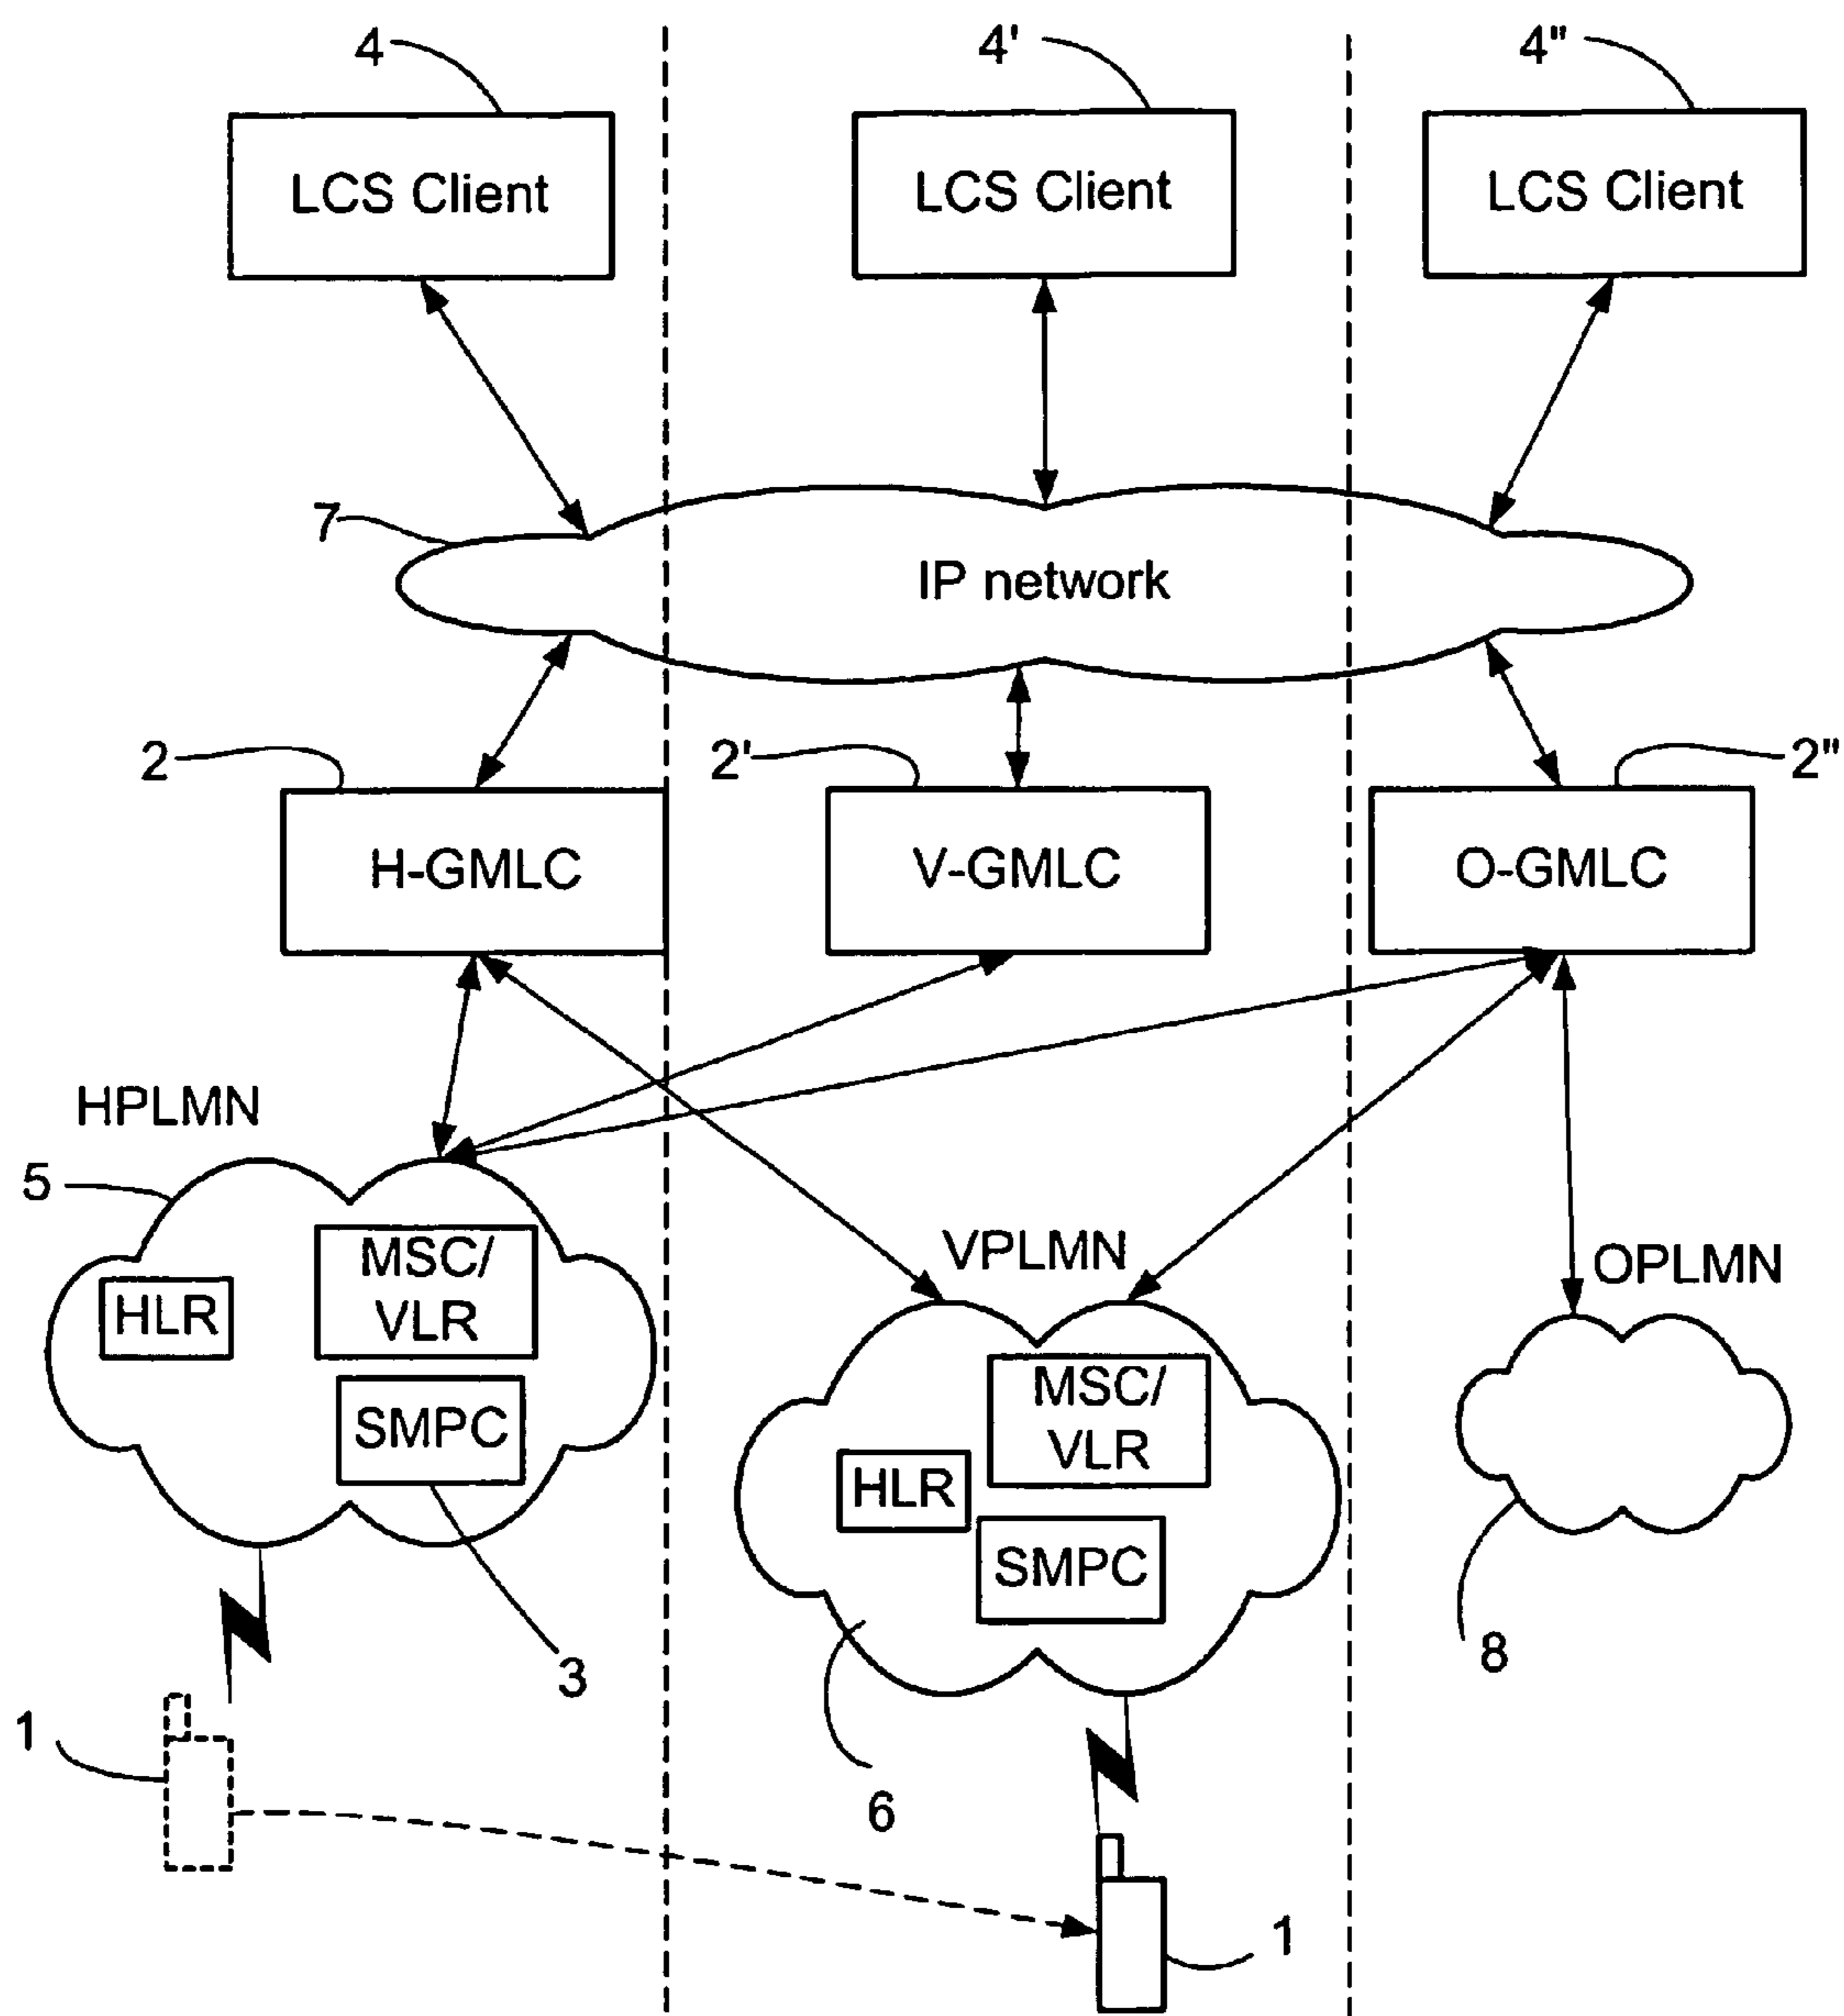 4
4'
4"
LCS Client
LCS Client
LCS Client
7
IP network
2
2'
2"
H-GMLC
V-GMLC
O-GMLC
HPLMN
5
MSC/
VLR
HLR
SMPC
3
VPLMN
MSC/
VLR
HLR
SMPC
6
OPLMN
8
1
1